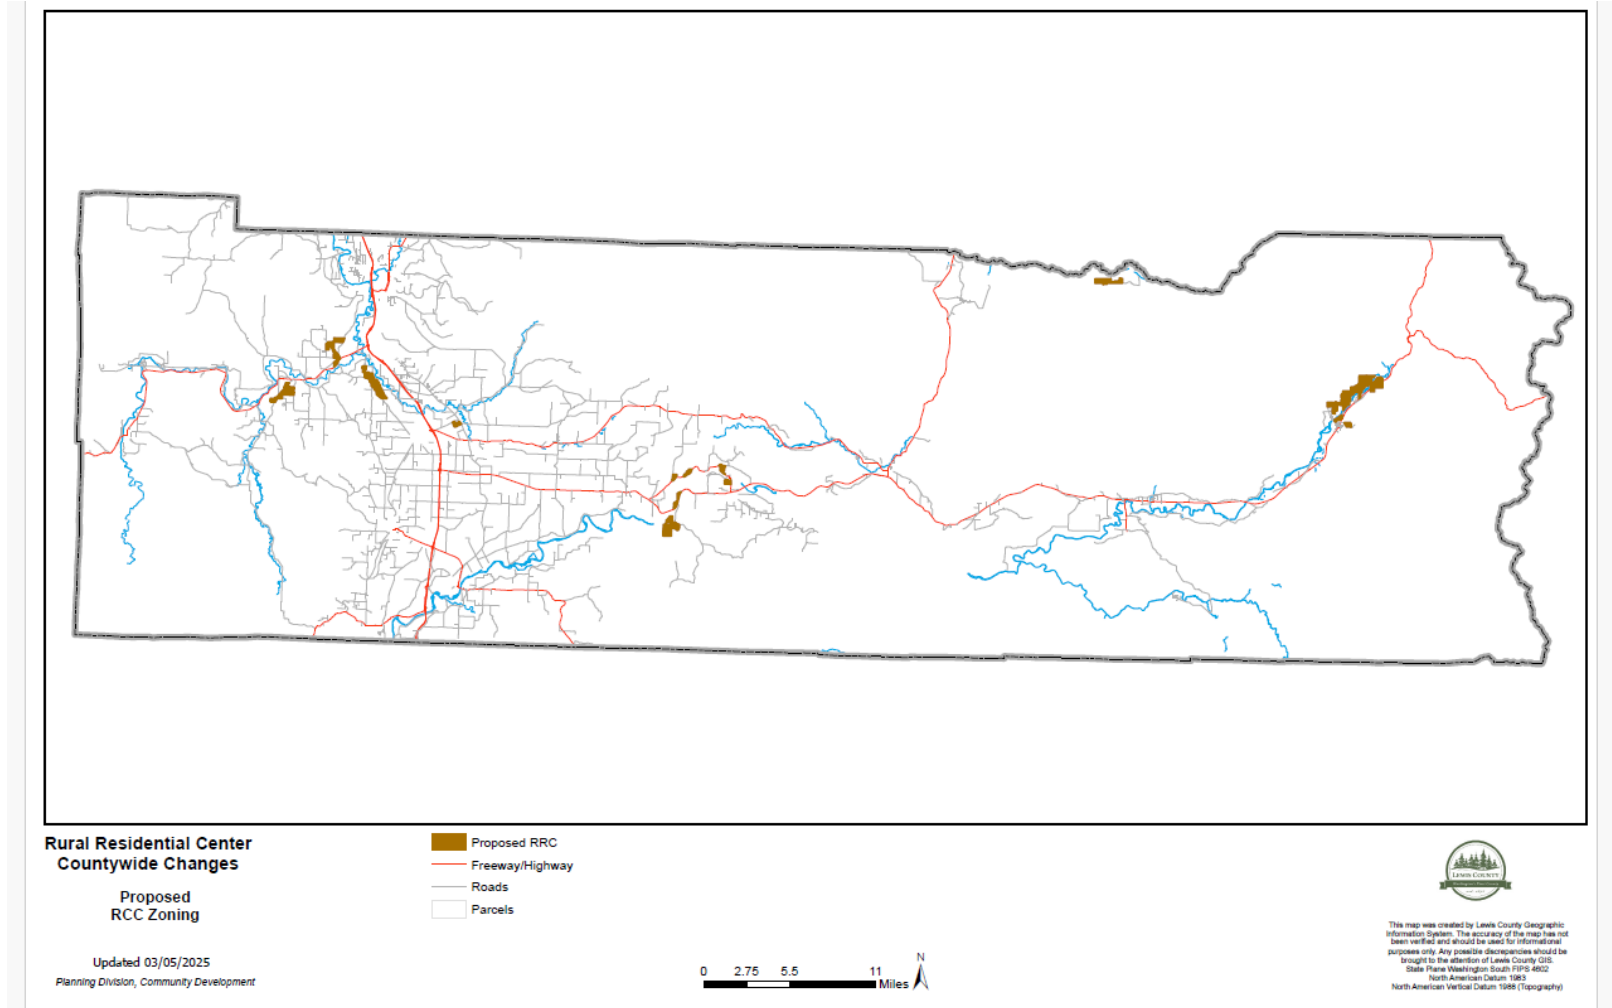 Rural Residential Center
Countywide Changes
Proposed
RCC Zoning
Updated 03/05/2025
Planning Division, Community Development
Proposed RRC
Freeway/Highway
Roads
Parcels
0 2.75 5.5 11
Miles
N
LEWIS COUNTY
This map was created by Lewis County Geographic
Information System. The accuracy of the map has not
been verified and should be used for informational
purposes only. Any possible discrepancies should be
brought to the attention of Lewis County GIS.
State Plane Washington South FIPS 4602
North American Datum 1983
North American Vertical Datum 1988 (Topography)